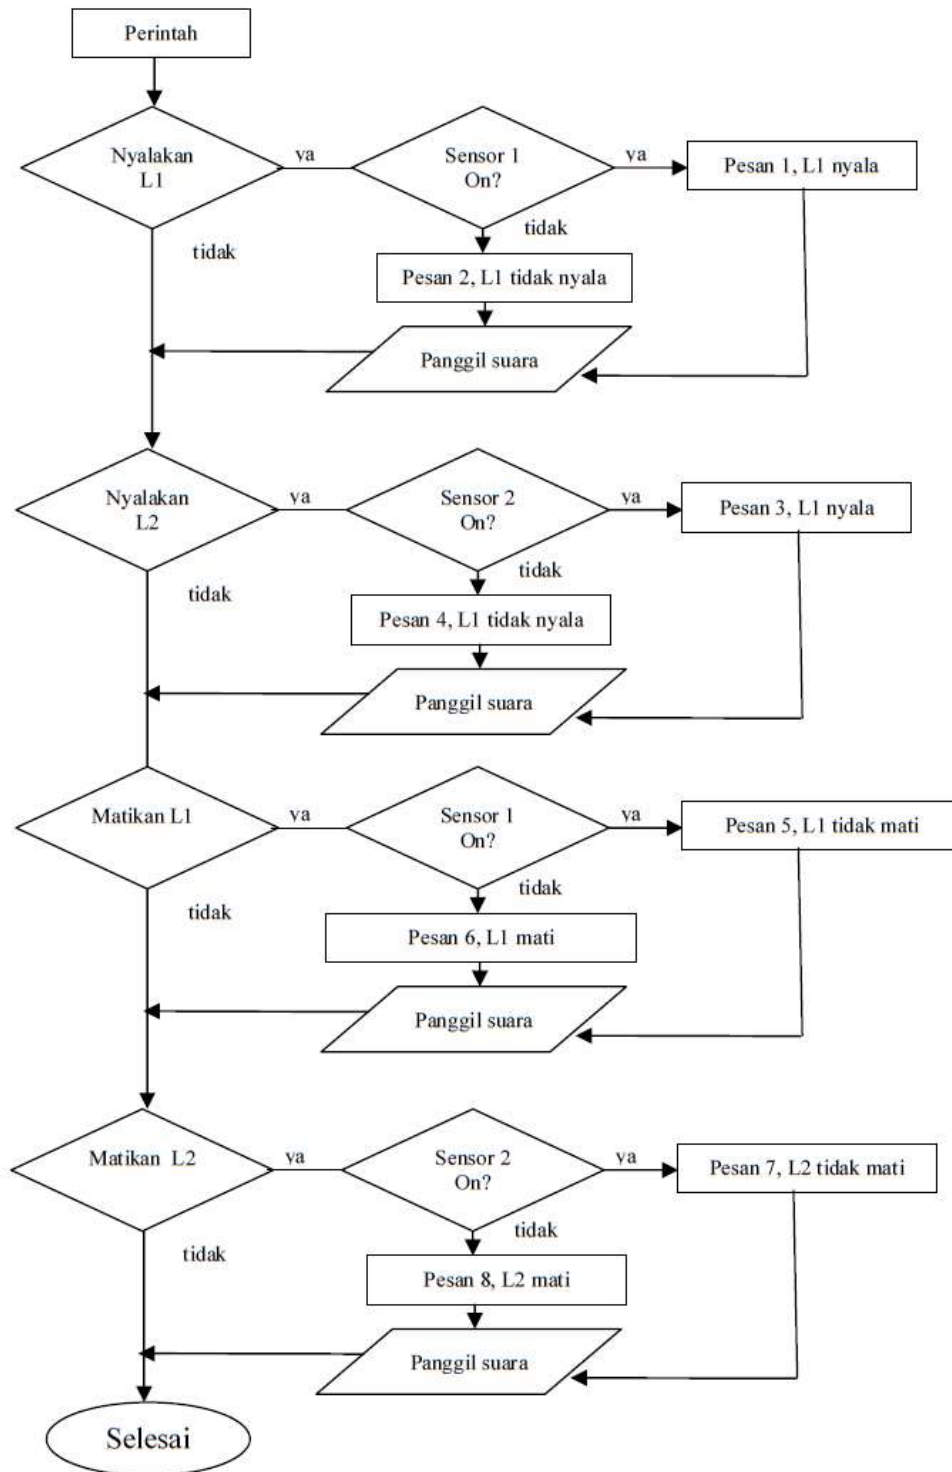 Perintah
Nyalakan
L1
ya
Sensor 1
On?
ya
Pesan 1, L1 nyala
tidak
tidak
Pesan 2, L1 tidak nyala
Panggil suara
Nyalakan
L2
ya
Sensor 2
On?
ya
Pesan 3, L1 nyala
tidak
tidak
Pesan 4, L1 tidak nyala
Panggil suara
Matikan L1
ya
Sensor 1
On?
ya
Pesan 5, L1 tidak mati
tidak
tidak
Pesan 6, L1 mati
Panggil suara
Matikan L2
ya
Sensor 2
On?
ya
Pesan 7, L2 tidak mati
tidak
tidak
Pesan 8, L2 mati
Panggil suara
Selesai